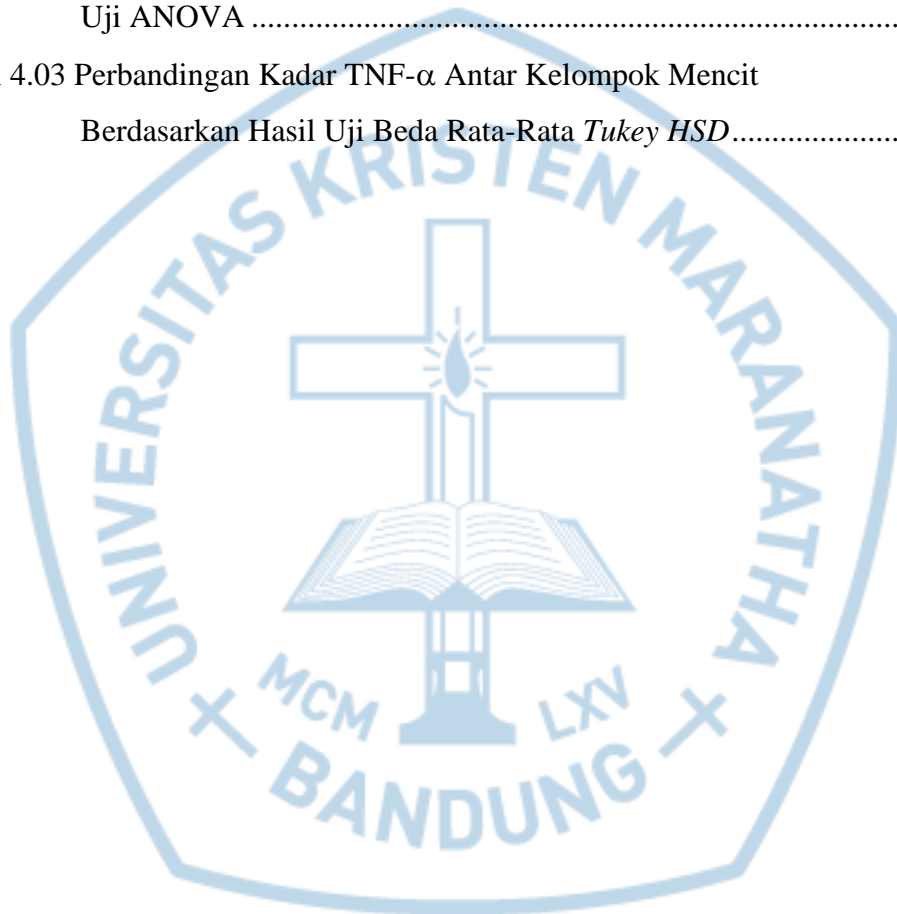 Uji ANOVA ................................................................................
4.03 Perbandingan Kadar TNF-α Antar Kelompok Mencit
Berdasarkan Hasil Uji Beda Rata-Rata Tukey HSD.....................
UNIVERSITAS KRISTEN MARANATHA
MCM LXV
BANDUNG